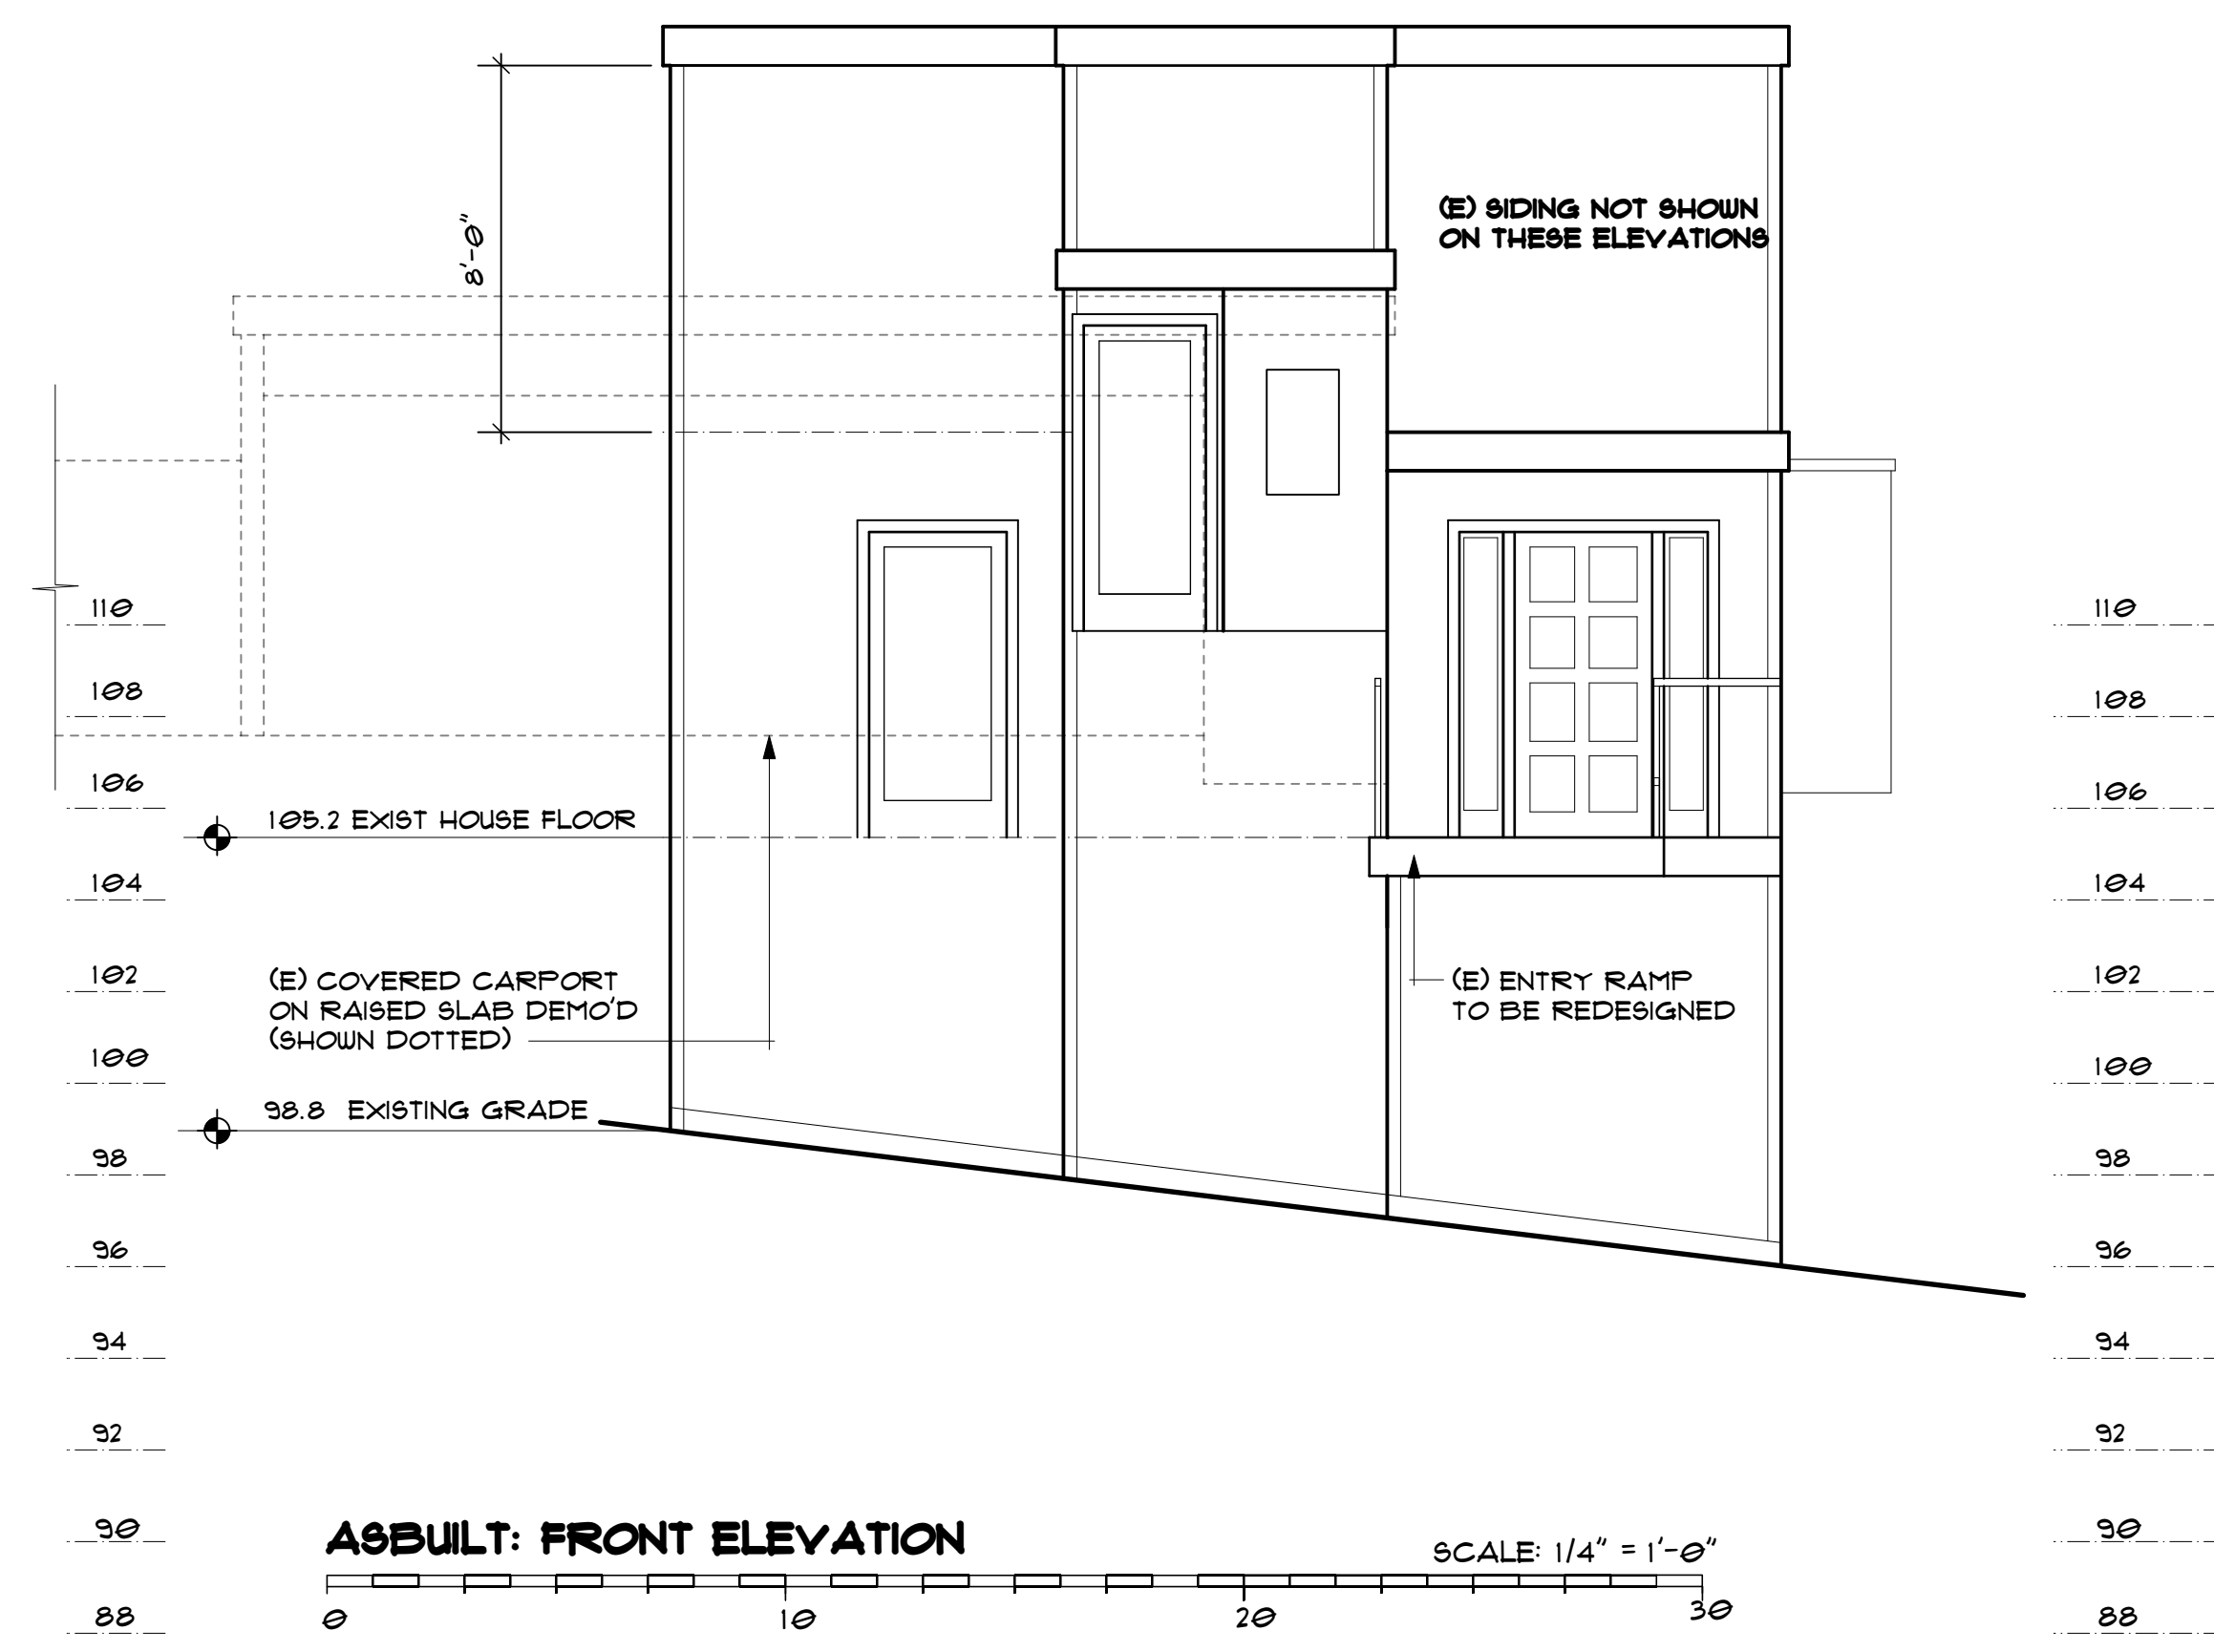 (E) SIDING NOT SHOWN
ON THESE ELEVATIONS
8'-0"
110
108
106
105.2 EXIST HOUSE FLOOR
104
102
(E) COVERED CARPORT
ON RAISED SLAB DEMO'D
(SHOWN DOTTED)
(E) ENTRY RAMP
TO BE REDESIGNED
100
98.8 EXISTING GRADE
98
96
94
92
90
88
110
108
106
104
102
100
98
96
94
92
90
88
ASBUILT: FRONT ELEVATION
SCALE: 1/4" = 1'-0"
0 10 20 30